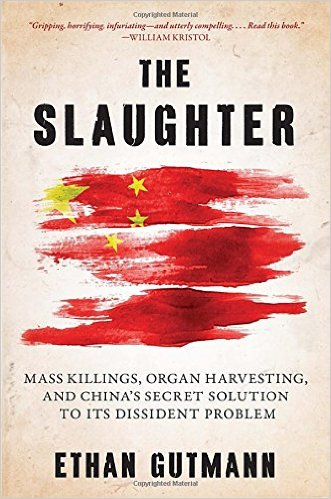 "Gripping, horrifying, infuriating—and utterly compelling. . . . Read this book."
—WILLIAM KRISTOL
THE
SLAUGHTER
MASS KILLINGS, ORGAN HARVESTING,
AND CHINA'S SECRET SOLUTION
TO ITS DISSIDENT PROBLEM
ETHAN GUTMANN